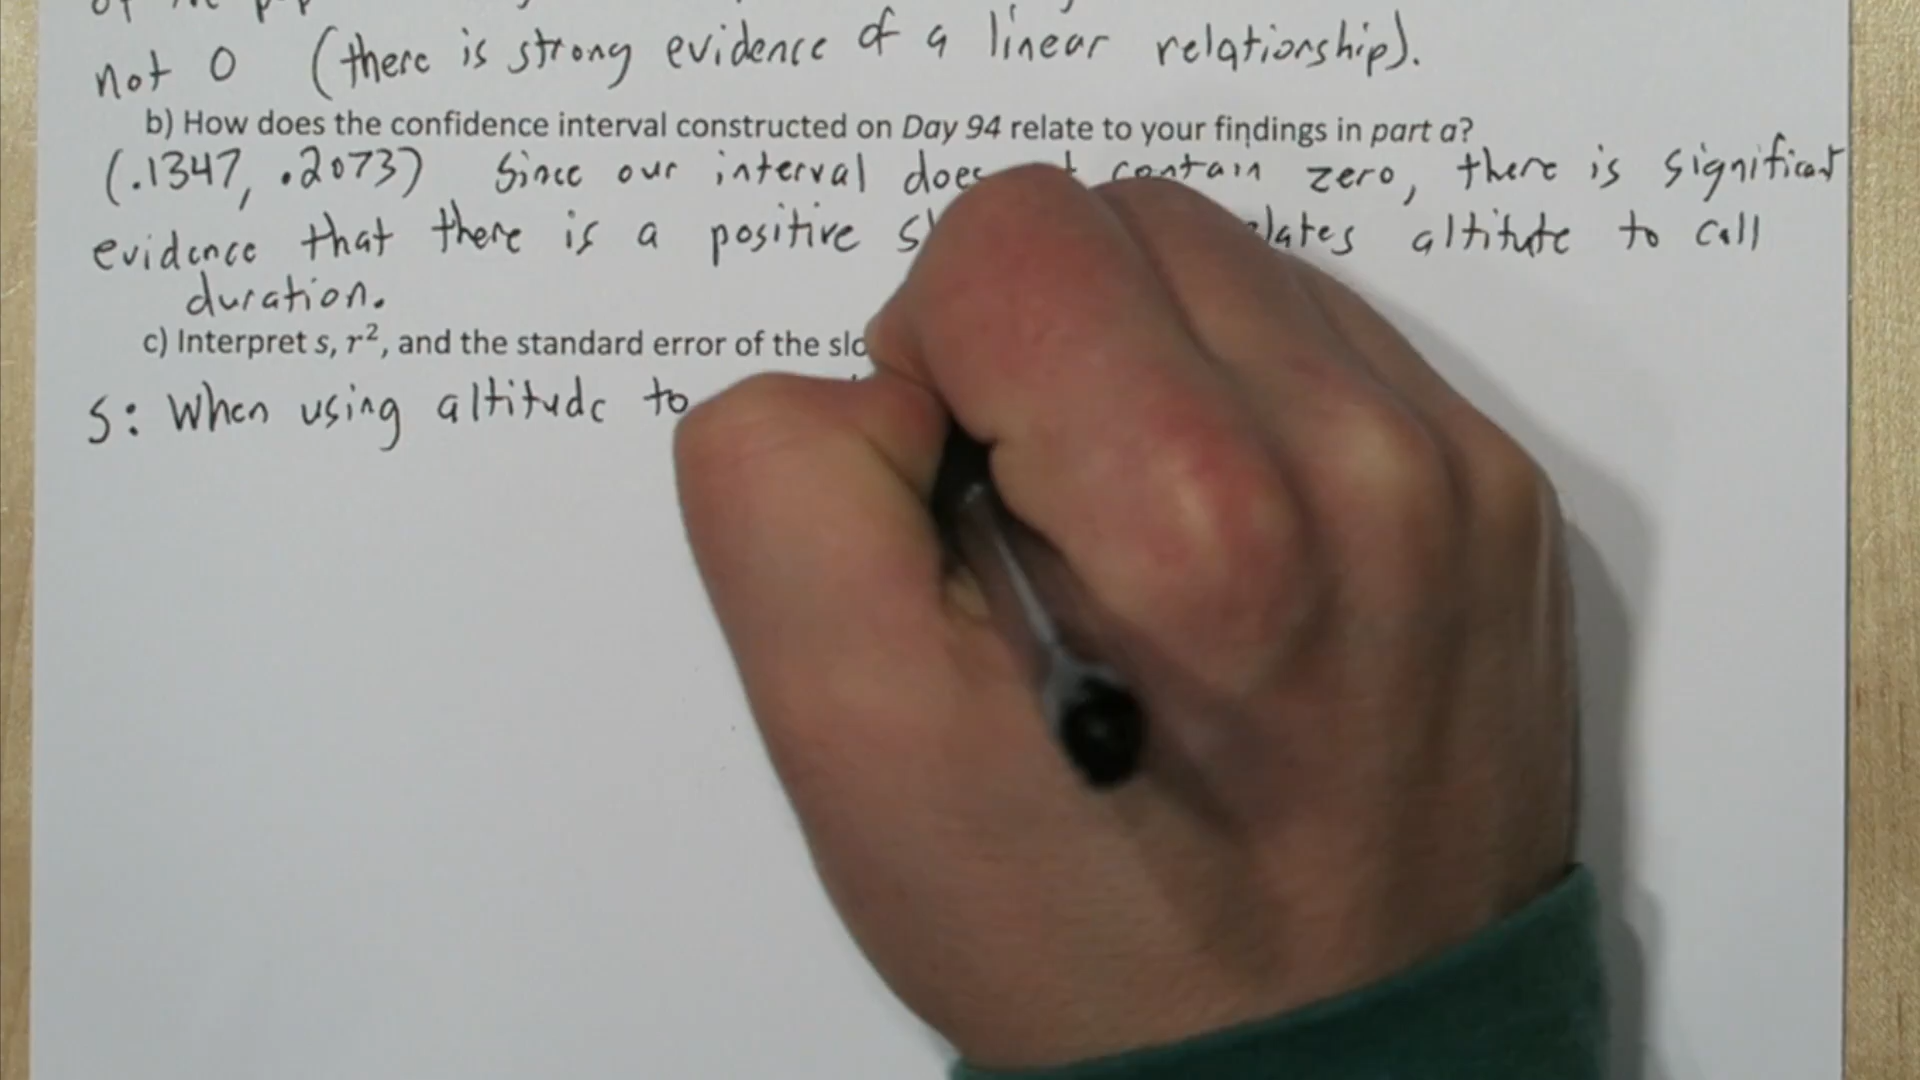 not 0 (there is strong evidence of a linear relationship).
b) How does the confidence interval constructed on Day 94 relate to your findings in part a?
(.1347, .2073) Since our interval does contain zero, there is significant
evidence that there is a positive altitute to call
duration.
c) Interpret s, r², and the standard error of the
s: When using altitude to